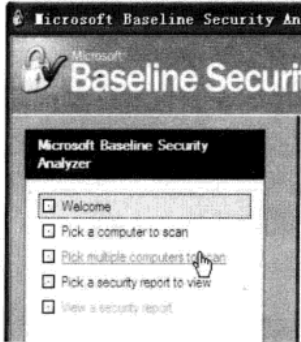 Microsoft Baseline Security An
Microsoft
Baseline Securi
Microsoft Baseline Security
Analyzer
Welcome
Pick a computer to scan
Pick multiple computers to scan
Pick a security report to view
View a security report